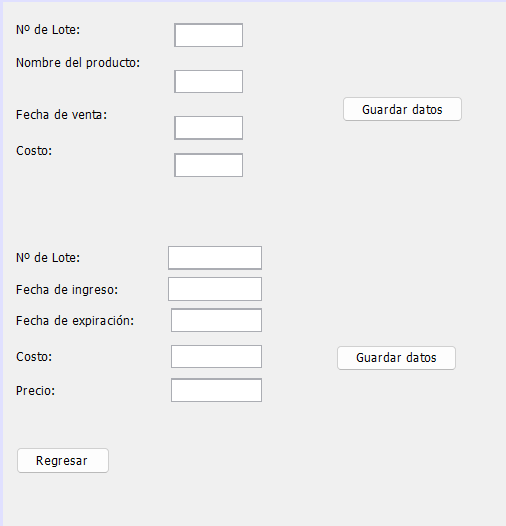 Nº de Lote:
Nombre del producto:
Guardar datos
Fecha de venta:
Costo:
Nº de Lote:
Fecha de ingreso:
Fecha de expiración:
Costo:
Guardar datos
Precio:
Regresar